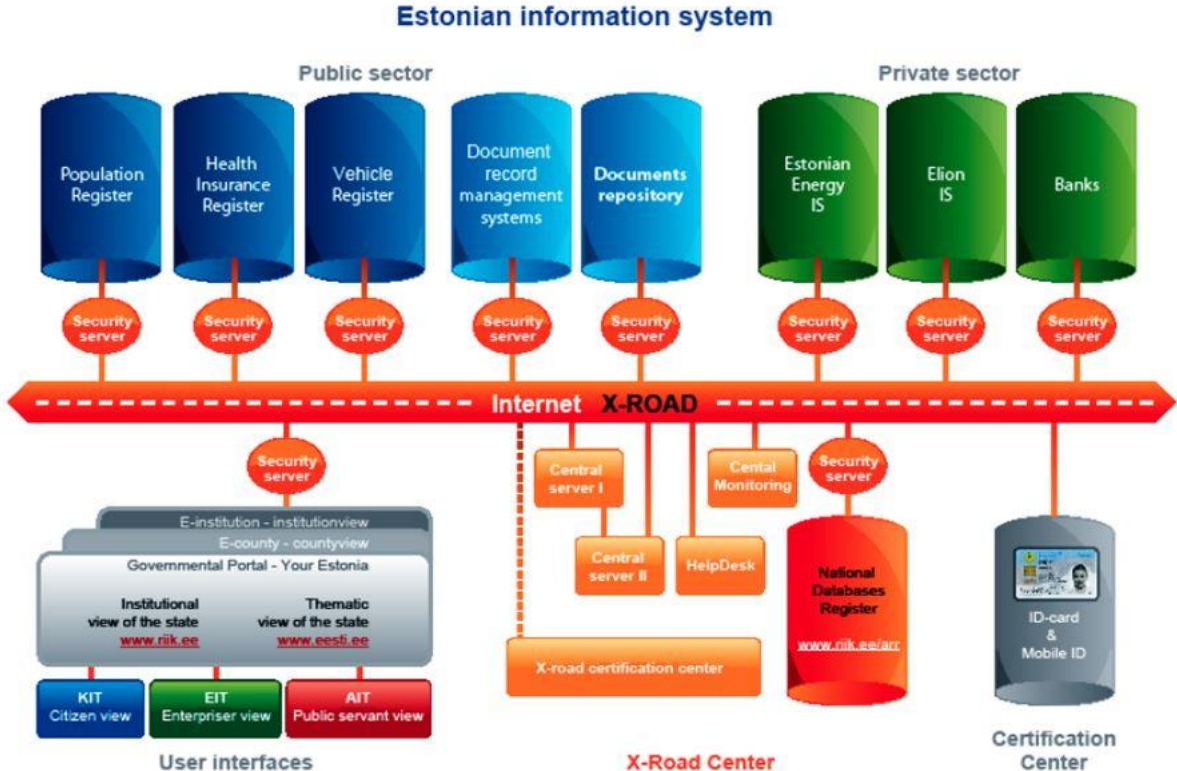 Estonian information system
Public sector
Private sector
Population
Register
Health
Insurance
Register
Vehicle
Register
Document
record
management
systems
Documents
repository
Estonian
Energy
IS
Elion
IS
Banks
Security
server
Security
server
Security
server
Security
server
Security
server
Security
server
Security
server
Security
server
Internet X-ROAD
Security
server
Central
server I
Cental
Monitoring
Security
server
E-institution - institutionview
E-county - countyview
Governmental Portal - Your Estonia
Institutional
view of the state
www.riik.ee
Thematic
view of the state
www.eesti.ee
Central
server II
HelpDesk
National
Databases
Register
www.riik.ee/arr
ID-card
&
Mobile ID
X-road certification center
KIT
Citizen view
EIT
Enterpriser view
AIT
Public servant view
User interfaces
X-Road Center
Certification
Center